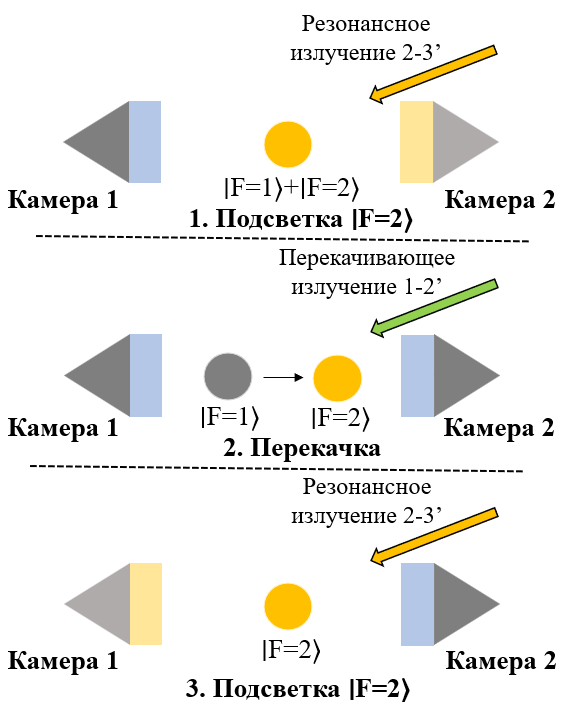 Резонансное
излучение 2-3’
|F=1⟩+|F=2⟩
Камера 1
Камера 2
1. Подсветка |F=2⟩
Перекачивающее
излучение 1-2’
|F=1⟩
|F=2⟩
Камера 1
Камера 2
2. Перекачка
Резонансное
излучение 2-3’
|F=2⟩
Камера 1
Камера 2
3. Подсветка |F=2⟩